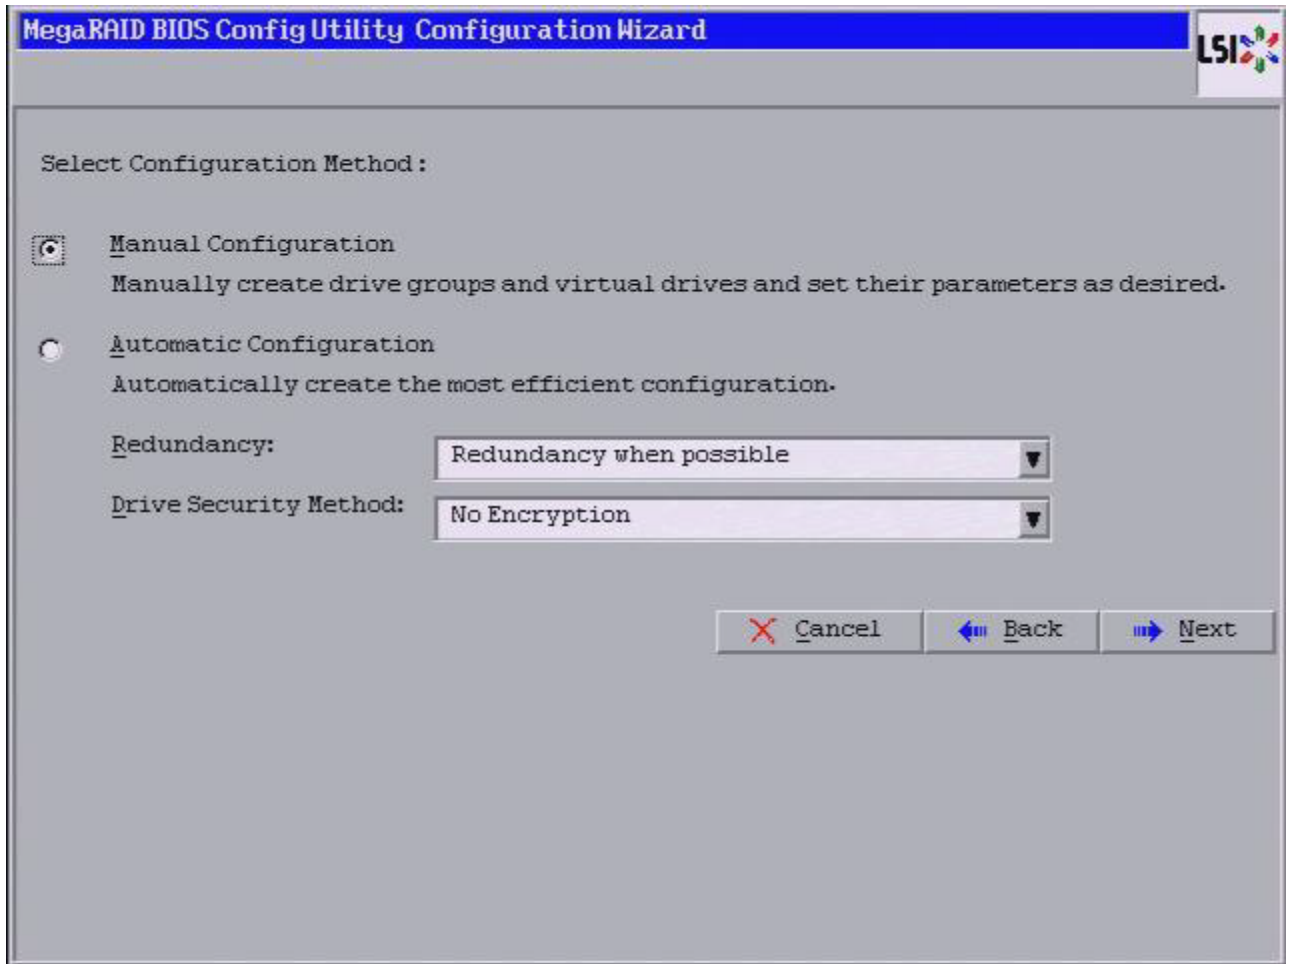 MegaRAID BIOS Config Utility Configuration Wizard
LSI
Select Configuration Method:
Manual Configuration
Manually create drive groups and virtual drives and set their parameters as desired.
Automatic Configuration
Automatically create the most efficient configuration.
Redundancy: Redundancy when possible
Drive Security Method: No Encryption
Cancel Back Next